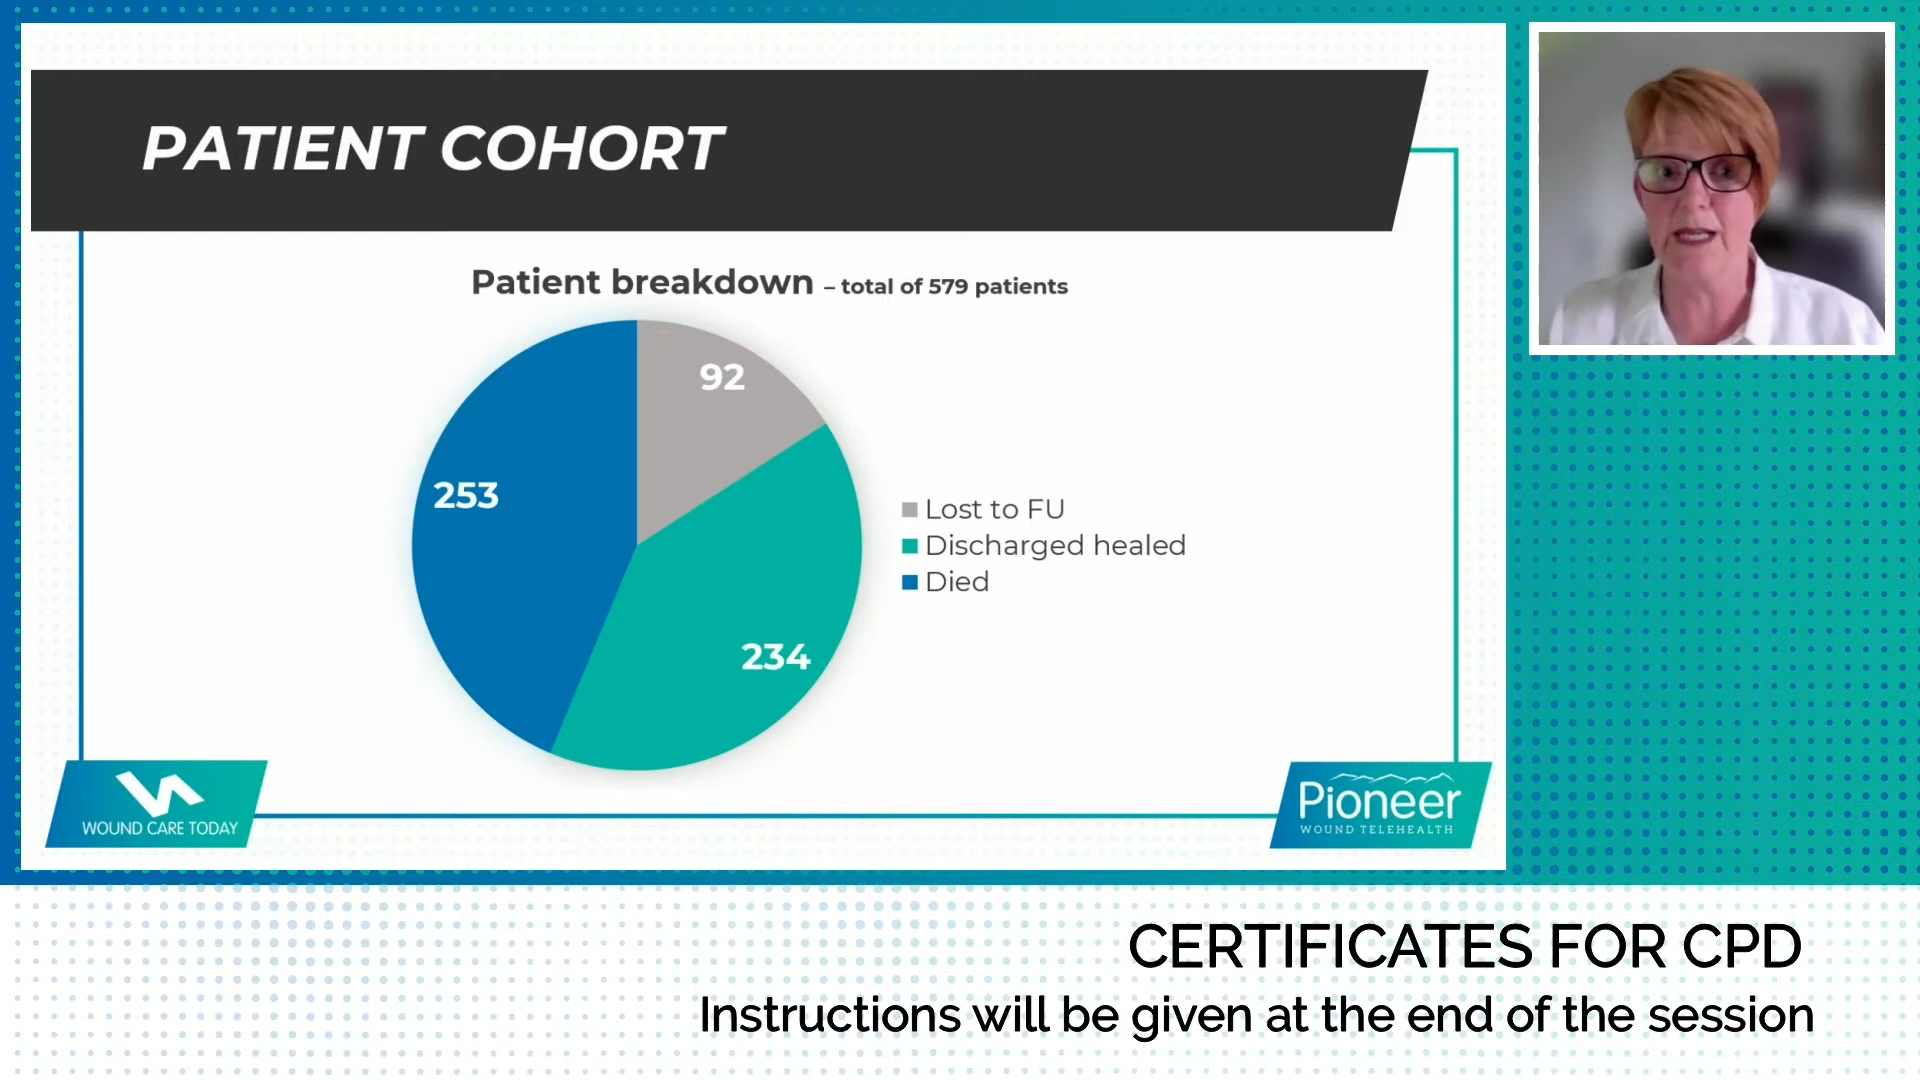 PATIENT COHORT
Patient breakdown – total of 579 patients
92
253
234
Lost to FU
Discharged healed
Died
WOUND CARE TODAY
Pioneer
WOUND TELEHEALTH
CERTIFICATES FOR CPD
Instructions will be given at the end of the session